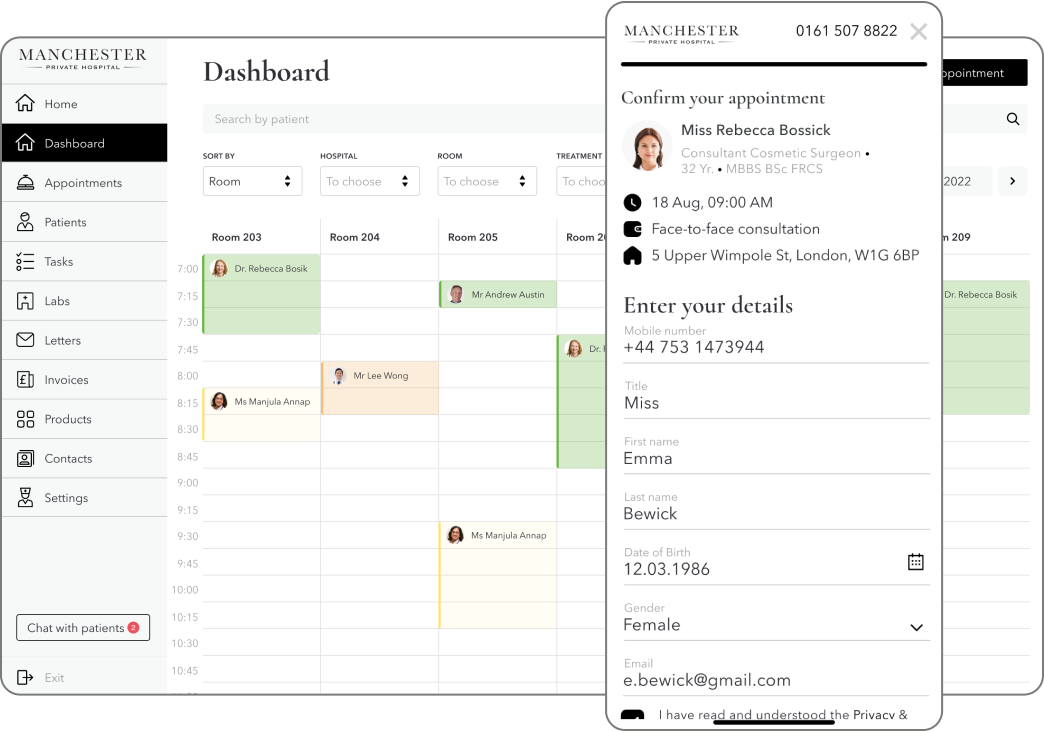 MANCHESTER
PRIVATE HOSPITAL
Home
Dashboard
Appointments
Patients
Tasks
Labs
Letters
Invoices
Products
Contacts
Settings
Chat with patients 2
Exit
Dashboard
Search by patient
SORT BY
HOSPITAL
ROOM
TREATMENT
Room
To choose
To choose
To choo
2022
Room 203
Room 204
Room 205
Room 20
m 209
7:00
7:15
7:30
7:45
8:00
8:15
8:30
8:45
9:00
9:15
9:30
9:45
10:00
10:15
10:30
10:45
Dr. Rebecca Bosik
Mr Andrew Austin
Dr.
Mr Lee Wong
Ms Manjula Annap
Ms Manjula Annap
Dr. Rebecca Bosik
ppointment
MANCHESTER
PRIVATE HOSPITAL
0161 507 8822
Confirm your appointment
Miss Rebecca Bossick
Consultant Cosmetic Surgeon •
32 Yr. • MBBS BSc FRCS
18 Aug, 09:00 AM
Face-to-face consultation
5 Upper Wimpole St, London, W1G 6BP
Enter your details
Mobile number
+44 753 1473944
Title
Miss
First name
Emma
Last name
Bewick
Date of Birth
12.03.1986
Gender
Female
Email
e.bewick@gmail.com
I have read and understood the Privacy &